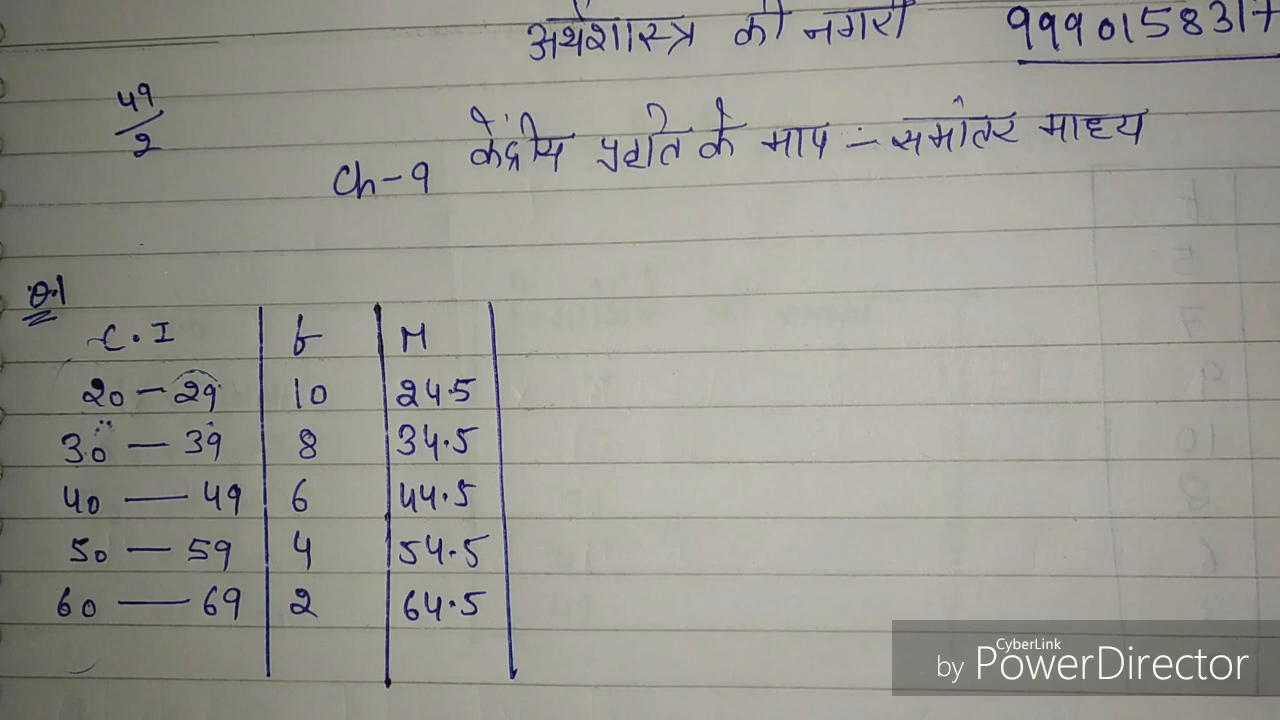 अर्थशास्त्र की नगरी 9990158317
49/2
Ch-9 केंद्रीय प्रवृति के माप :- समांतर माध्य
Q.1
C.I f M
20 - 29 10 24.5
30 - 39 8 34.5
40 - 49 6 44.5
50 - 59 4 54.5
60 - 69 2 64.5
CyberLink
by PowerDirector